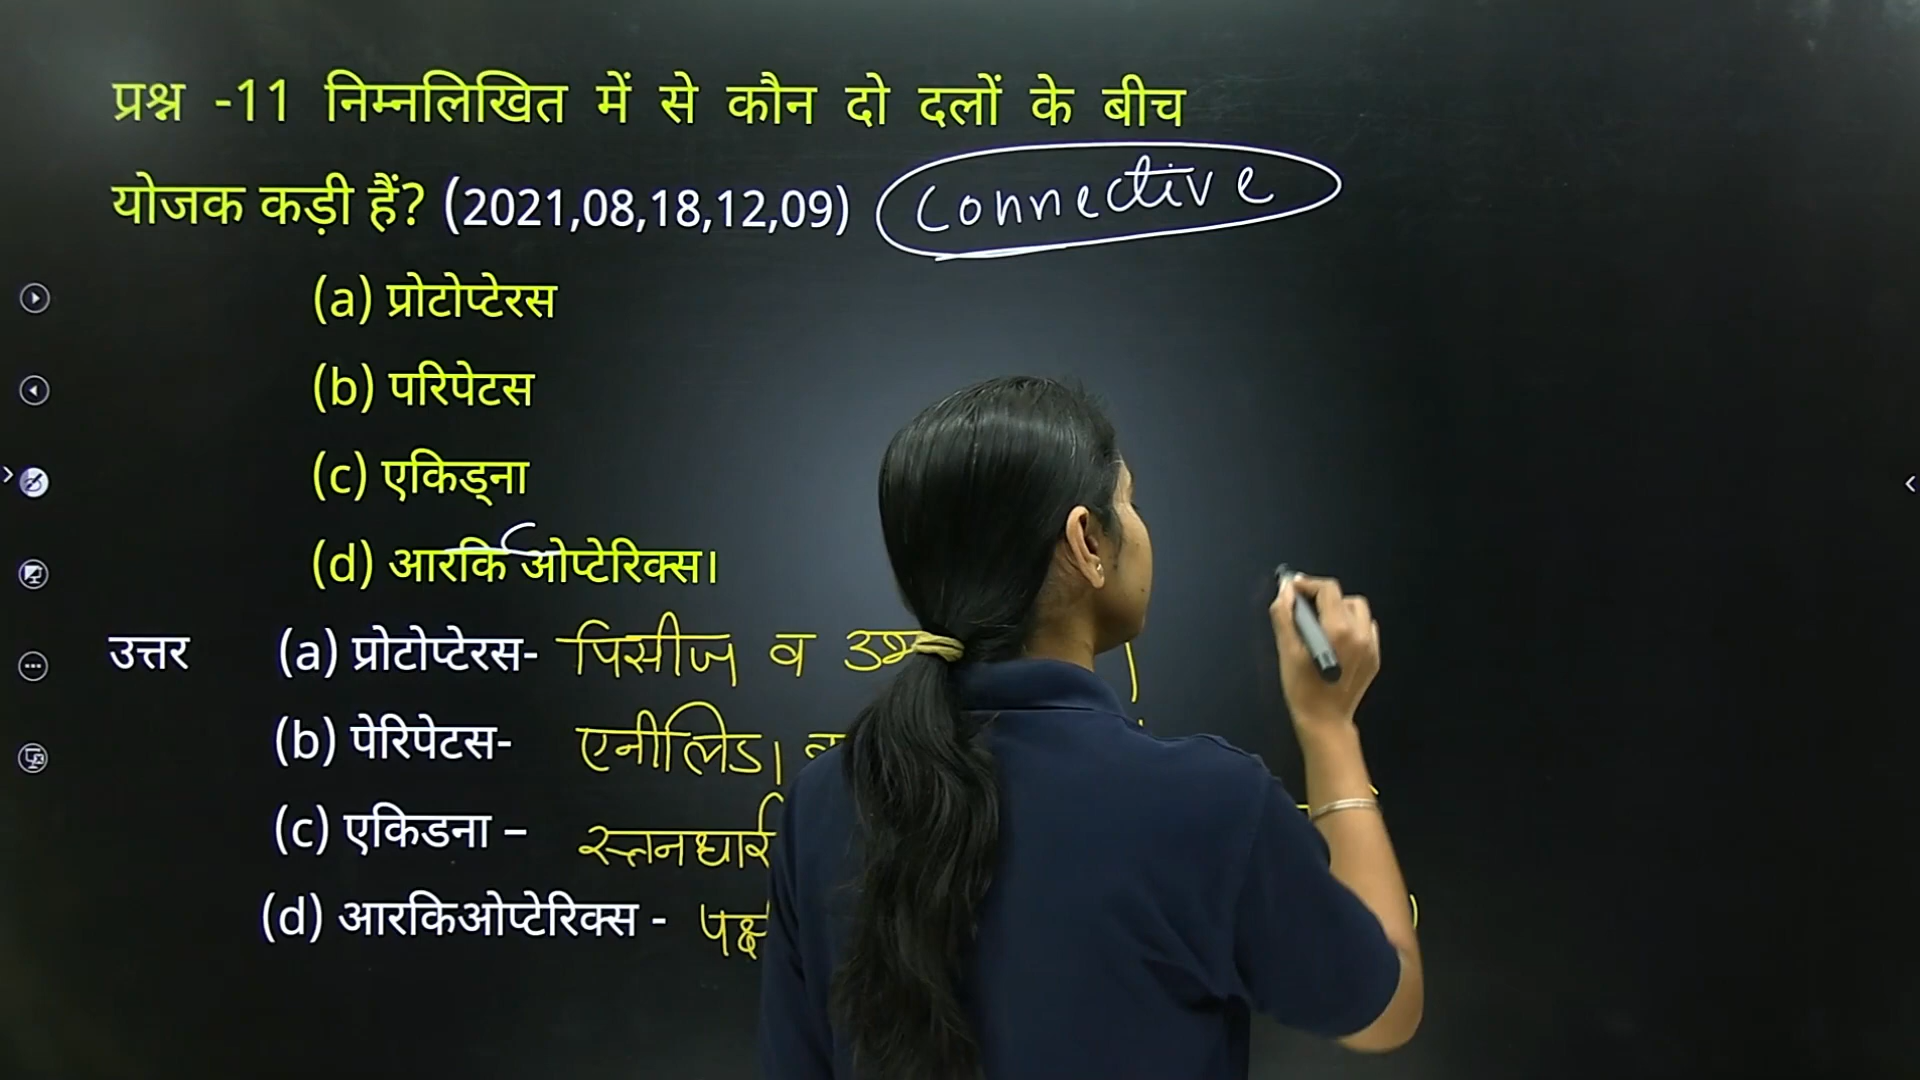 प्रश्न -11 निम्नलिखित में से कौन दो दलों के बीच
योजक कड़ी हैं? (2021,08,18,12,09) Connective
(a) प्रोटोप्टेरस
(b) परिपेटस
(c) एकिड्ना
(d) आरकि ओप्टेरिक्स।
उत्तर (a) प्रोटोप्टेरस- पिसीज व
(b) पेरिपेटस- एनीलिडा
(c) एकिडना –
(d) आरकिओप्टेरिक्स -